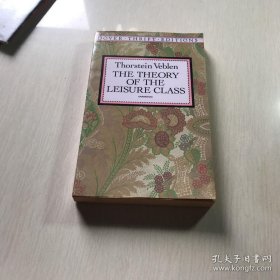 DOVER · THRIFT · EDITIONS
Thorstein Veblen
THE THEORY
OF THE
LEISURE CLASS
孔夫子旧书网